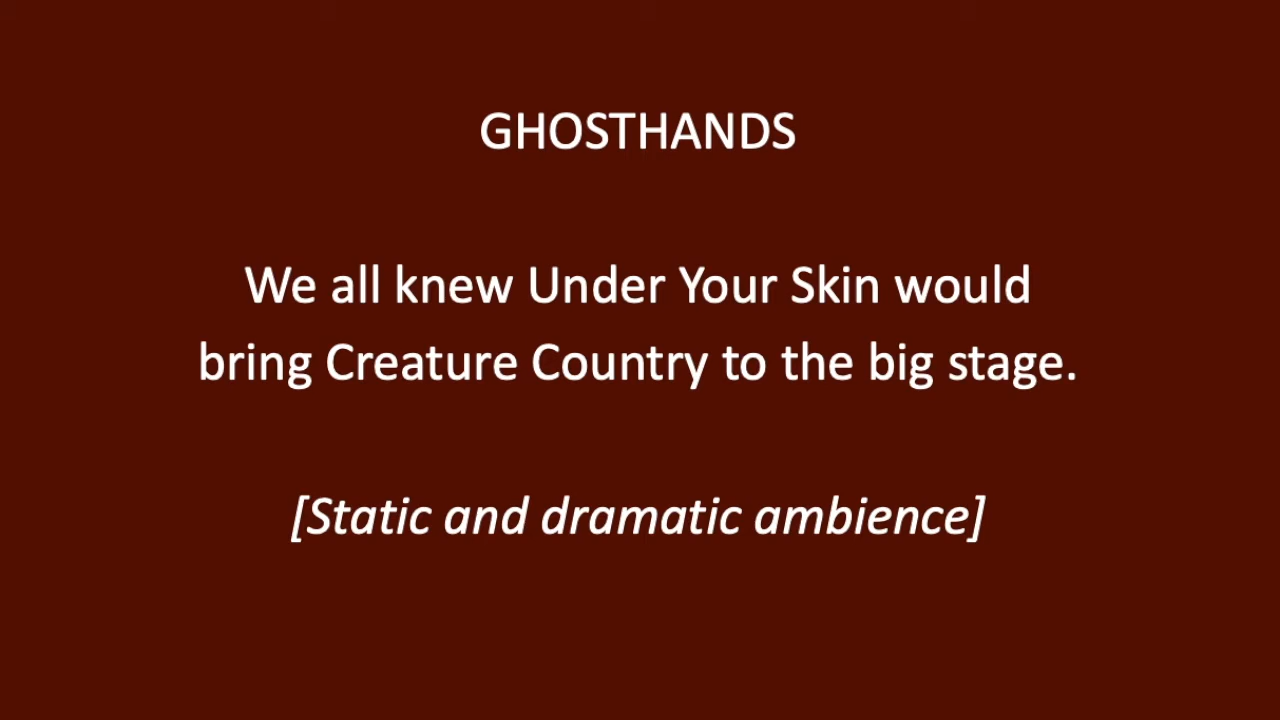 GHOSTHANDS
We all knew Under Your Skin would
bring Creature Country to the big stage.
[Static and dramatic ambience]